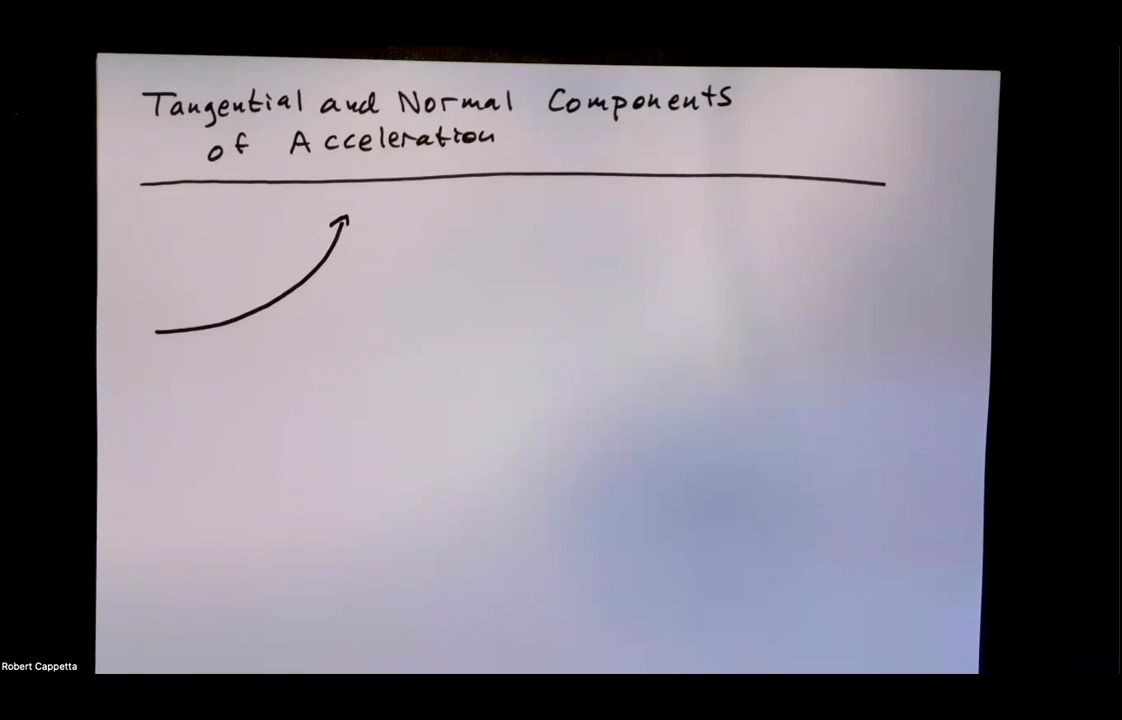 Tangential and Normal Components
of Acceleration
Robert Cappetta